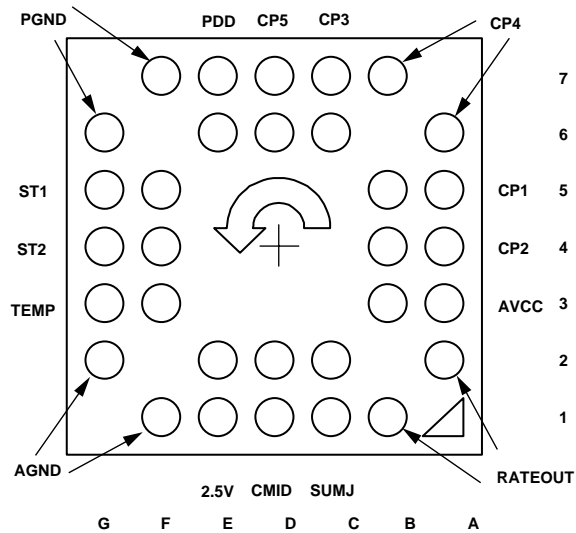 PGND PDD CP5 CP3 CP4
7
6
ST1 CP1 5
ST2 CP2 4
TEMP AVCC 3
2
1
AGND RATEOUT
2.5V CMID SUMJ
G F E D C B A